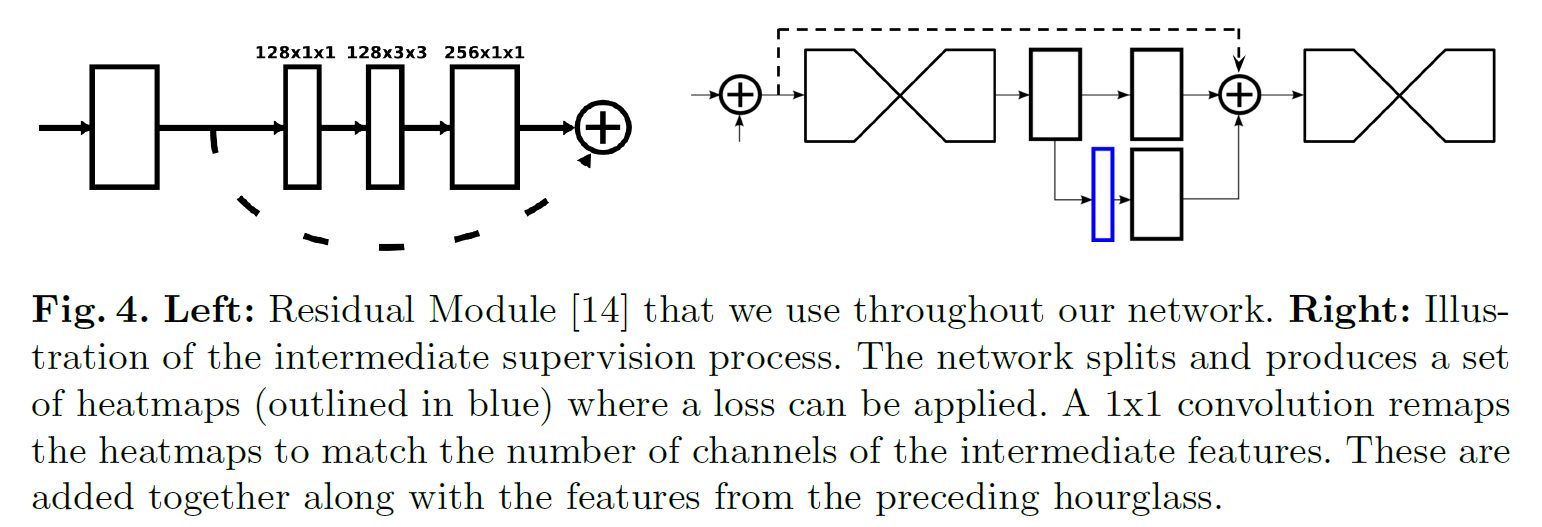 128x1x1 128x3x3 256x1x1
Fig. 4. Left: Residual Module [14] that we use throughout our network. Right: Illus-
tration of the intermediate supervision process. The network splits and produces a set
of heatmaps (outlined in blue) where a loss can be applied. A 1x1 convolution remaps
the heatmaps to match the number of channels of the intermediate features. These are
added together along with the features from the preceding hourglass.